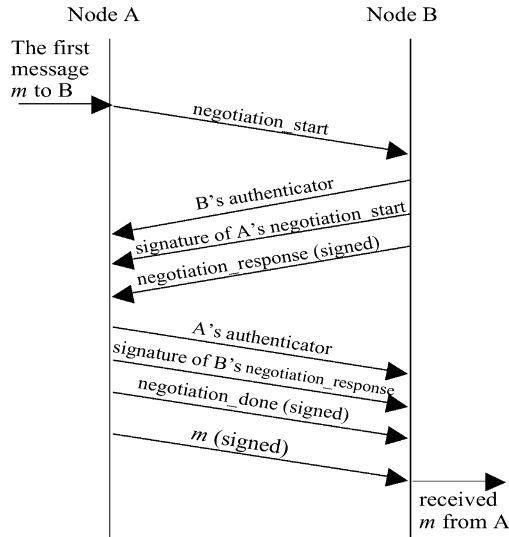 Node A
Node B
The first
message
m to B
negotiation_start
B's authenticator
signature of A's negotiation_start
negotiation_response (signed)
A's authenticator
signature of B's negotiation_response
negotiation_done (signed)
m (signed)
received
m from A